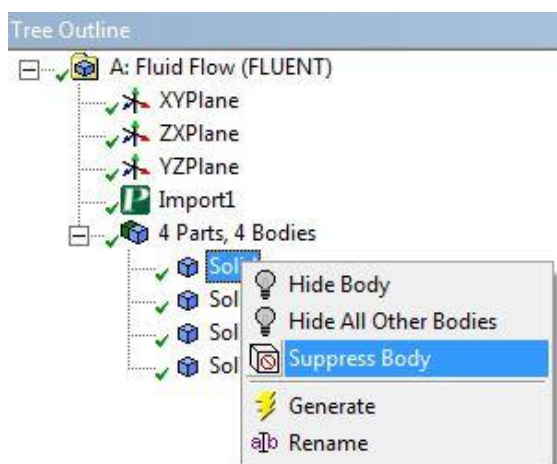 Tree Outline
A: Fluid Flow (FLUENT)
XYPlane
ZXPlane
YZPlane
Import1
4 Parts, 4 Bodies
Solid
Hide Body
Sol
Hide All Other Bodies
Sol
Suppress Body
Sol
Generate
Rename